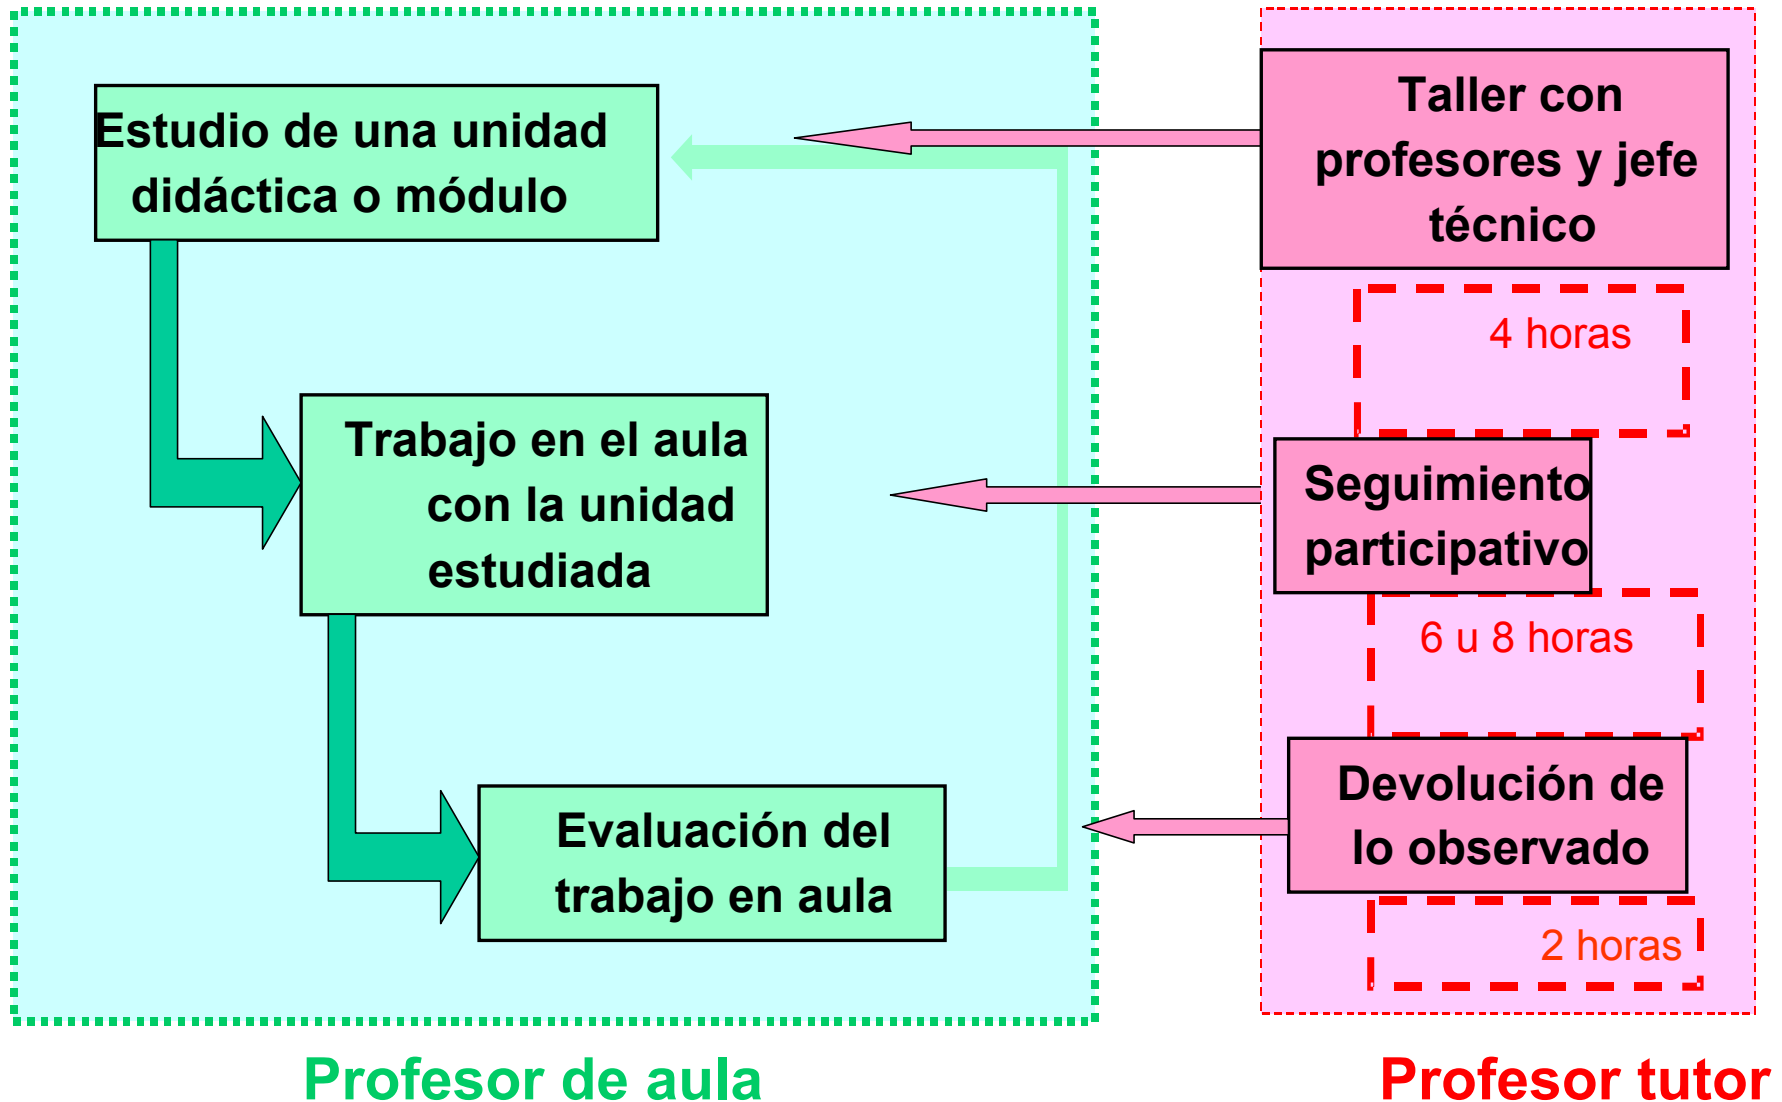 Estudio de una unidad
didáctica o módulo
Trabajo en el aula
con la unidad
estudiada
Evaluación del
trabajo en aula
Profesor de aula
Taller con
profesores y jefe
técnico
4 horas
Seguimiento
participativo
6 u 8 horas
Devolución de
lo observado
2 horas
Profesor tutor